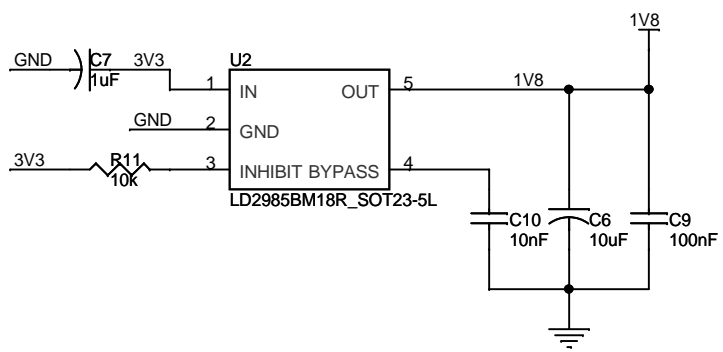 1V8
GND C7 3V3
1uF
U2
1 IN OUT 5 1V8
GND 2 GND
3V3 R11 3 INHIBIT BYPASS 4
10k
LD2985BM18R_SOT23-5L
C10 C6 C9
10nF 10uF 100nF